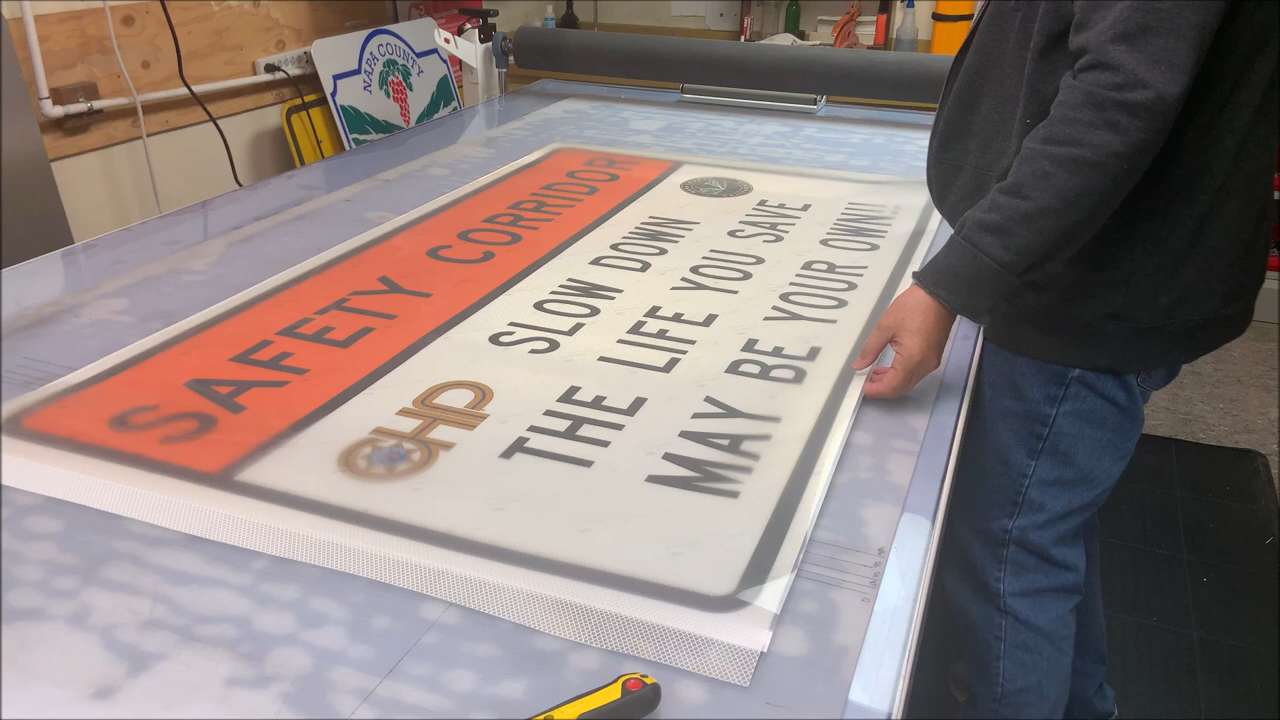 NAPA COUNTY
SAFETY CORRIDOR
SLOW DOWN
THE LIFE YOU SAVE
MAY BE YOUR OWN!!
CHP